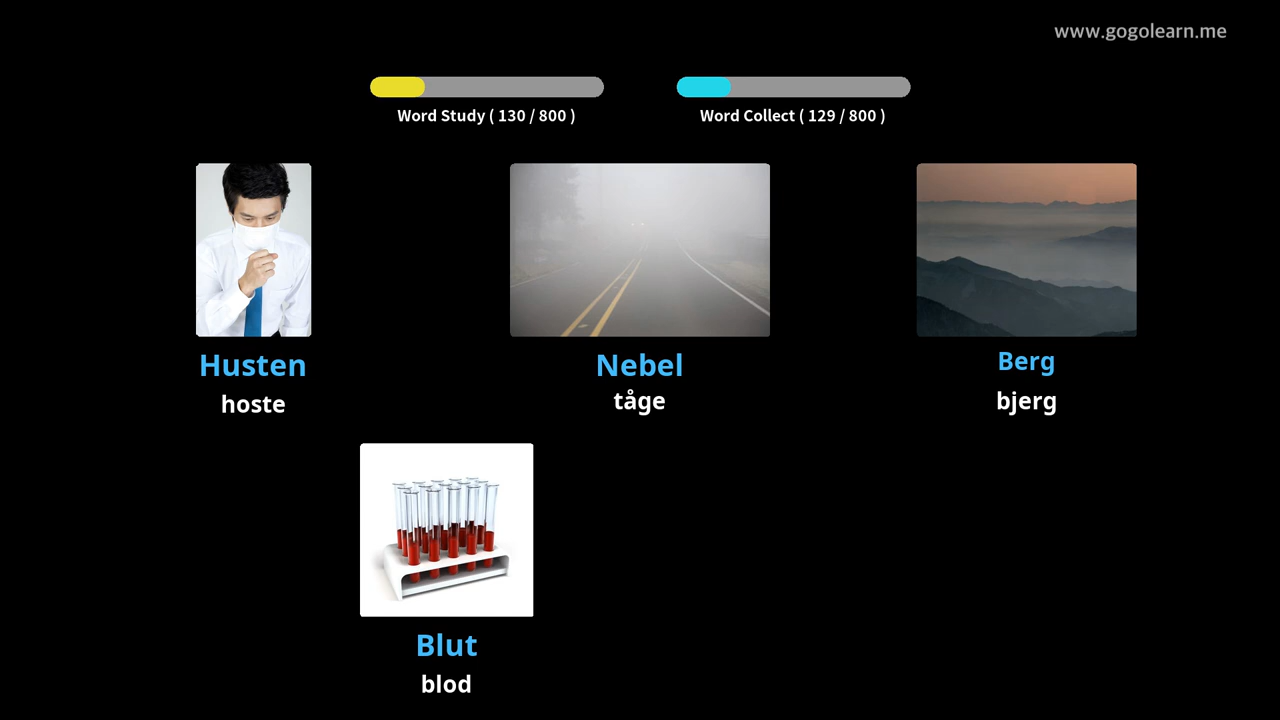 www.gogolearn.me
Word Study ( 130 / 800 )
Word Collect ( 129 / 800 )
Husten
hoste
Nebel
tåge
Berg
bjerg
Blut
blod